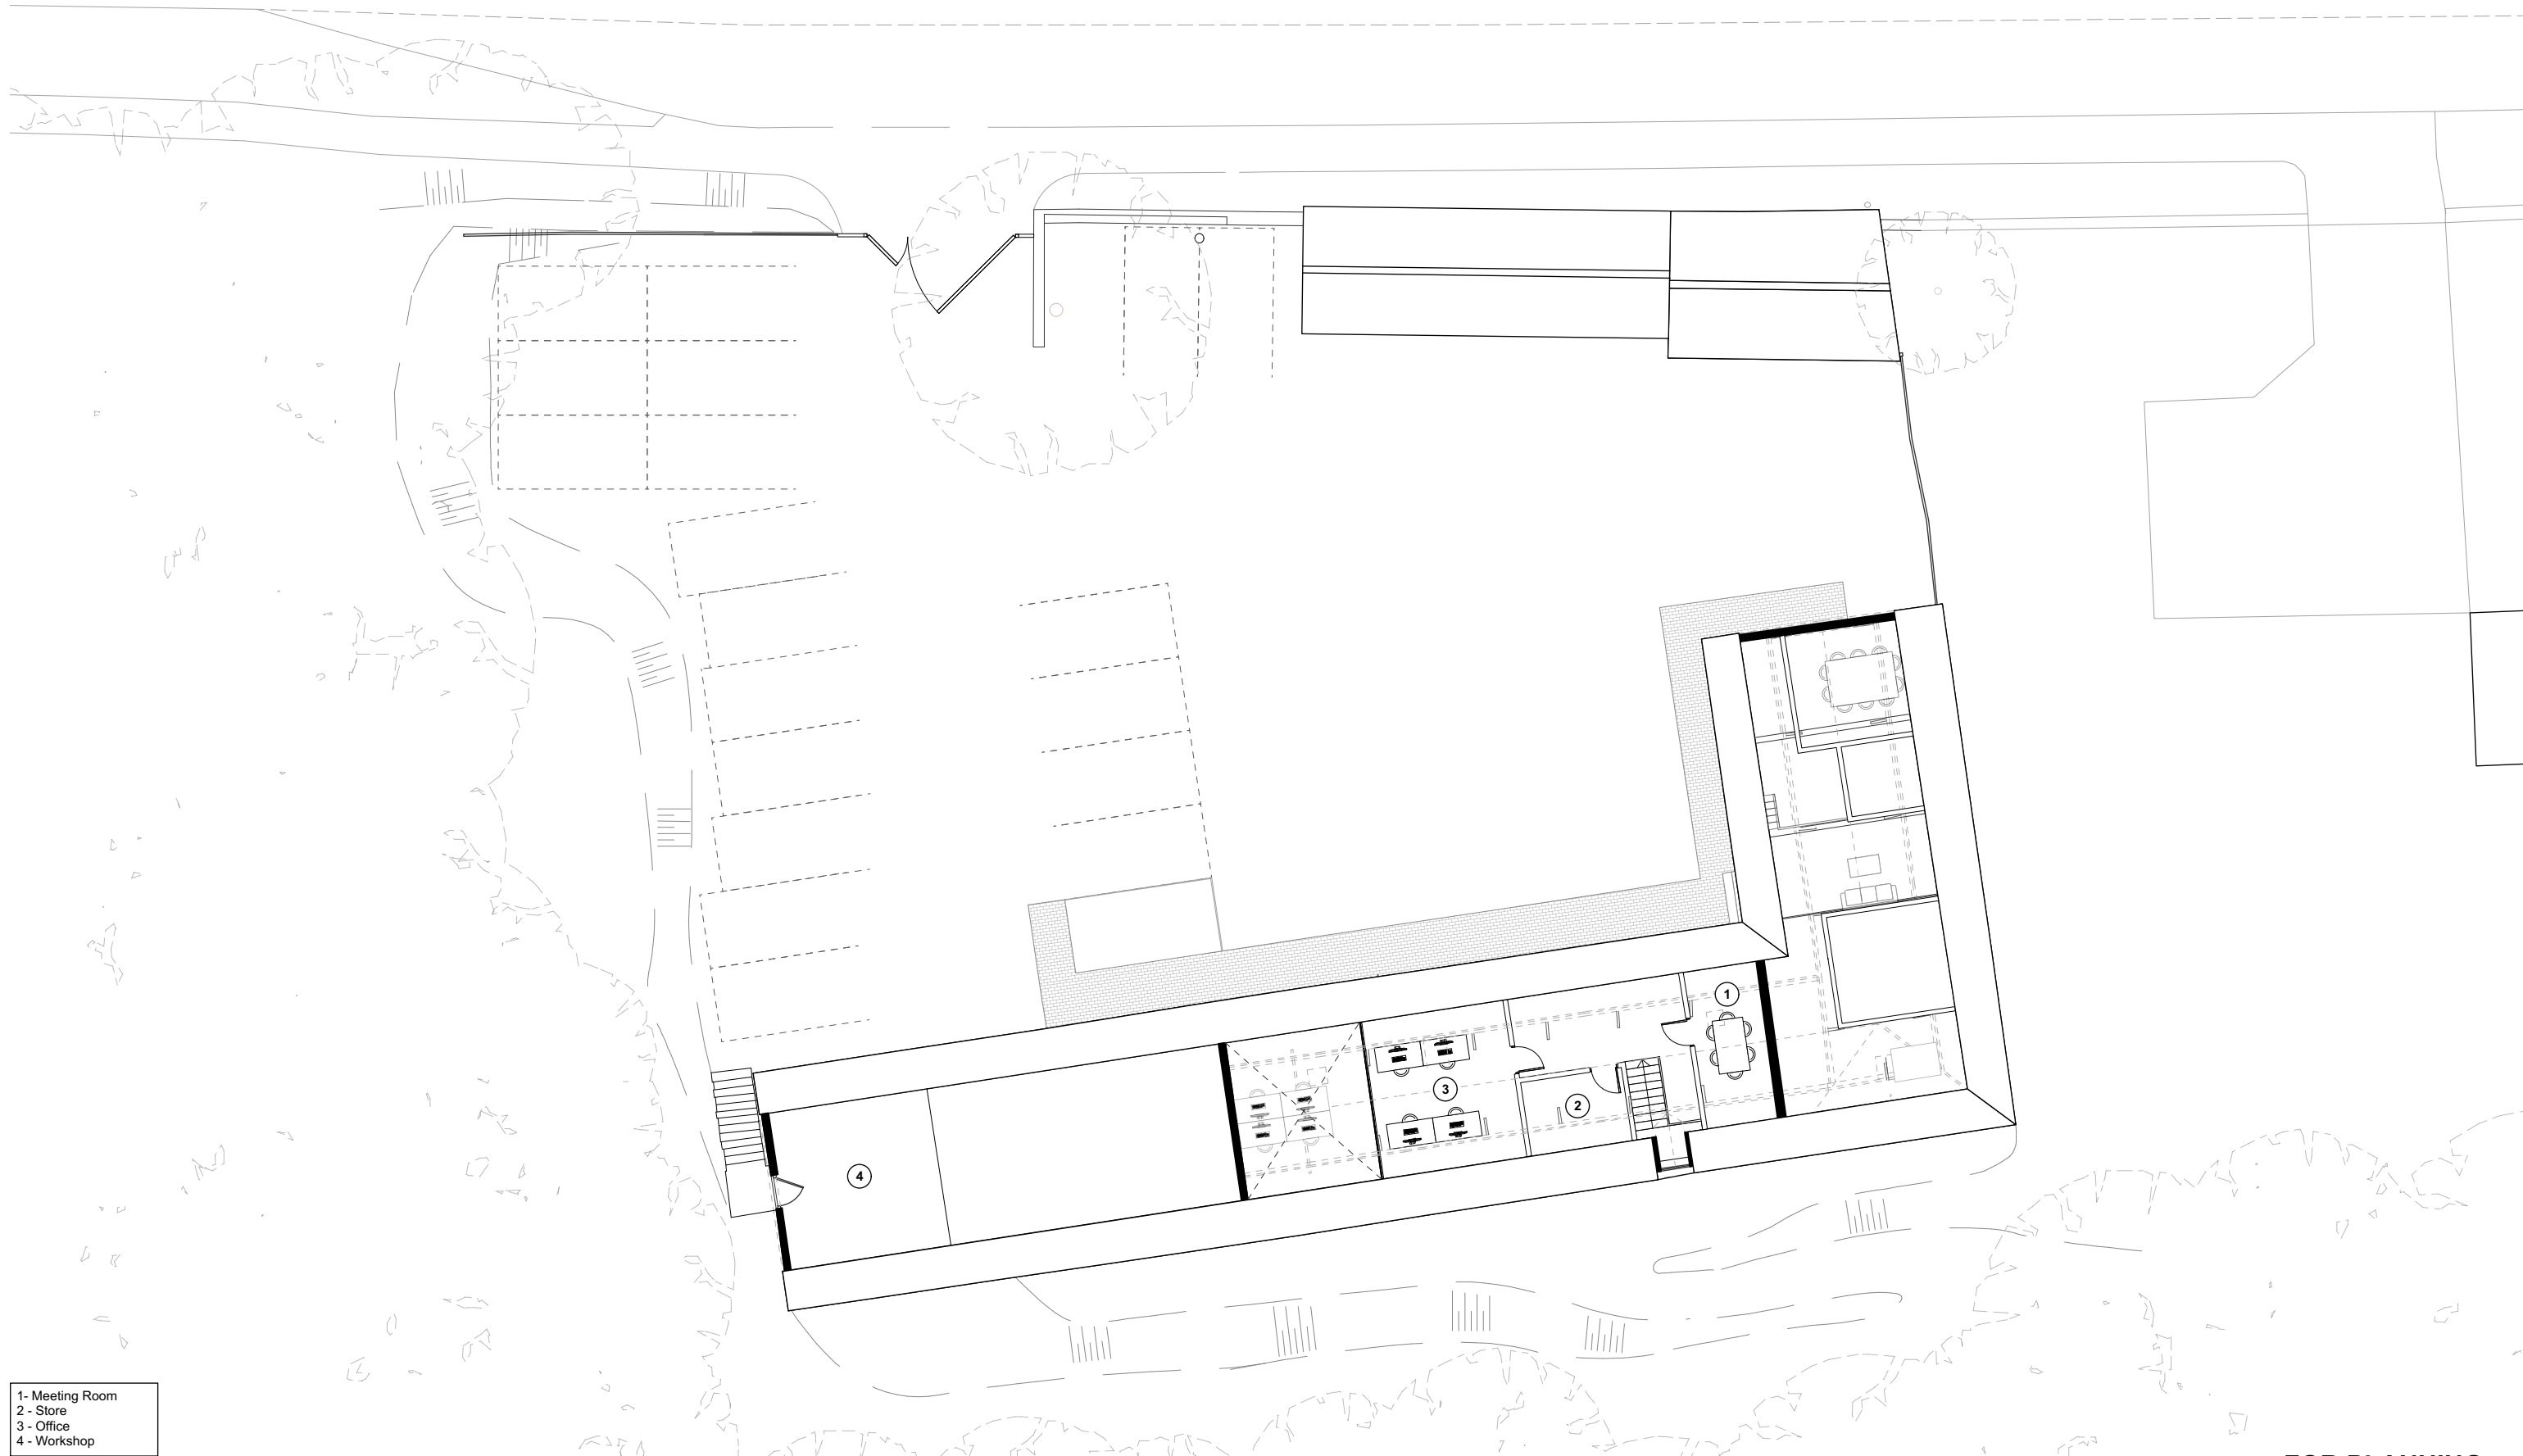 1
3
2
4
1- Meeting Room
2 - Store
3 - Office
4 - Workshop